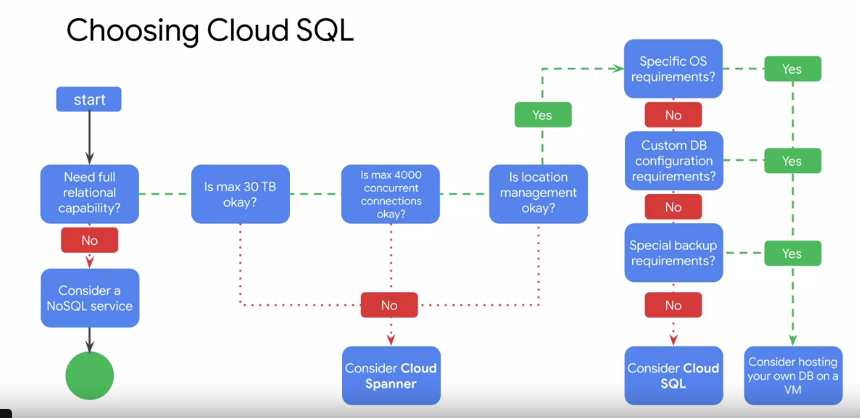 Choosing Cloud SQL
start
Need full
relational
capability?
No
Consider a
NoSQL service
Is max 30 TB
okay?
Is max 4000
concurrent
connections
okay?
Is location
management
okay?
No
Consider Cloud
Spanner
Yes
Specific OS
requirements?
Yes
No
Custom DB
configuration
requirements?
Yes
No
Special backup
requirements?
Yes
No
Consider Cloud
SQL
Consider hosting
your own DB on a
VM